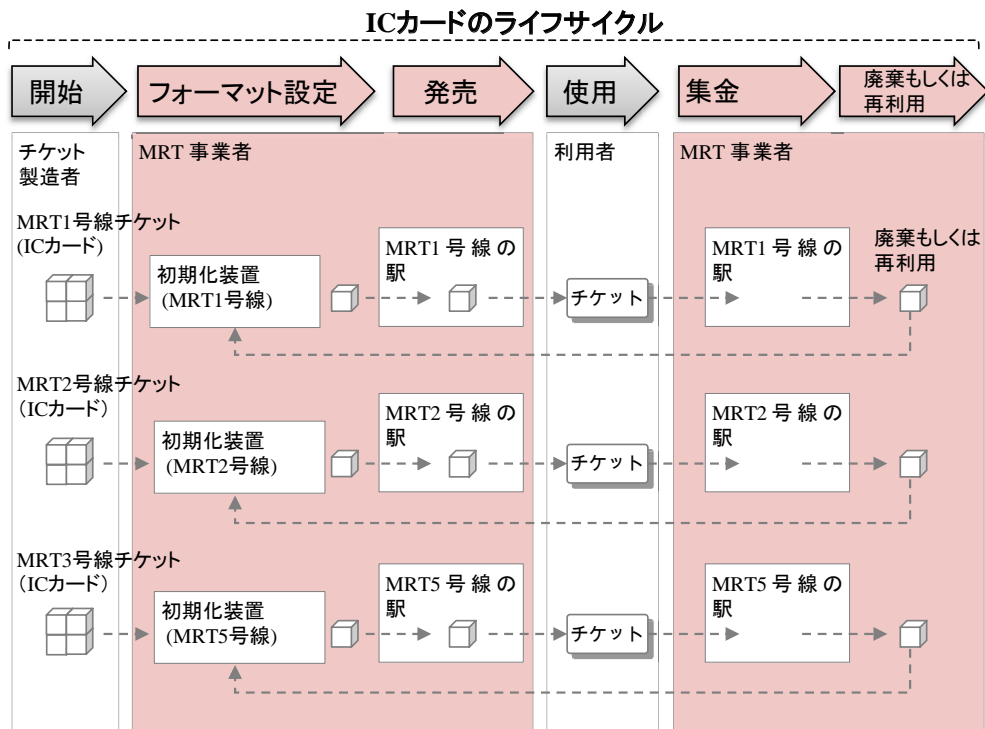 ICカードのライフサイクル
開始
フォーマット設定
発売
使用
集金
廃棄もしくは
再利用
チケット
製造者
MRT 事業者
利用者
MRT 事業者
MRT1号線チケット
(ICカード)
初期化装置
(MRT1号線)
MRT1 号 線 の
駅
チケット
MRT1 号 線 の
駅
廃棄もしくは
再利用
MRT2号線チケット
（ICカード）
初期化装置
(MRT2号線)
MRT2 号 線 の
駅
チケット
MRT2 号 線 の
駅
MRT3号線チケット
（ICカード）
初期化装置
(MRT5号線)
MRT5 号 線 の
駅
チケット
MRT5 号 線 の
駅